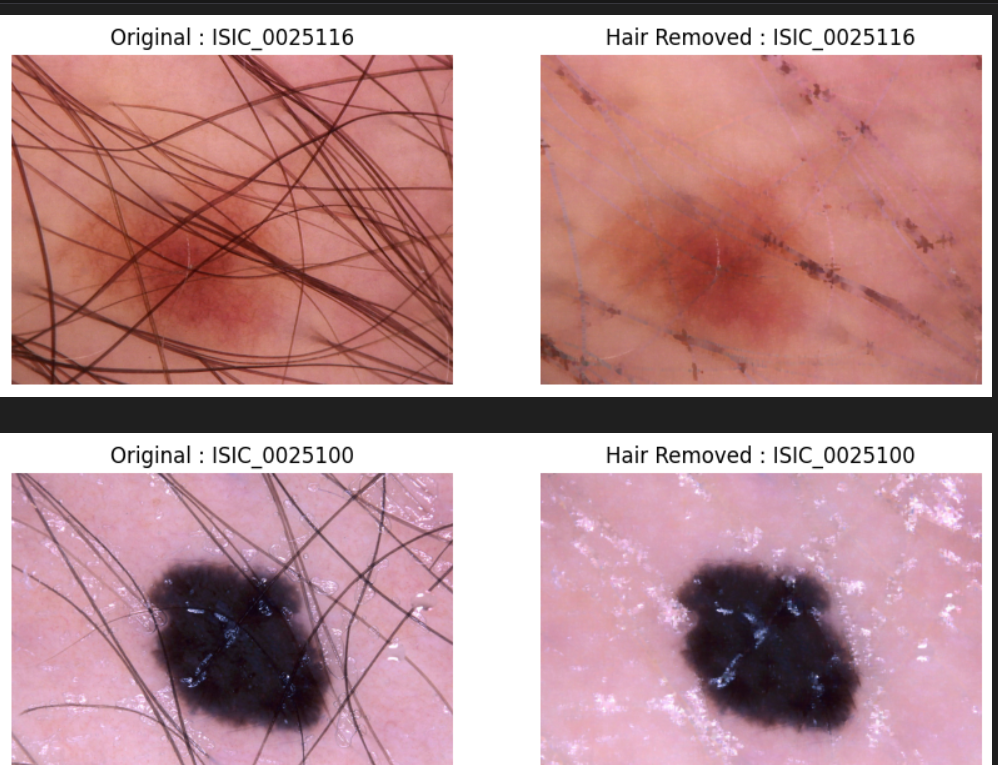 Original : ISIC_0025116
Hair Removed : ISIC_0025116
Original : ISIC_0025100
Hair Removed : ISIC_0025100